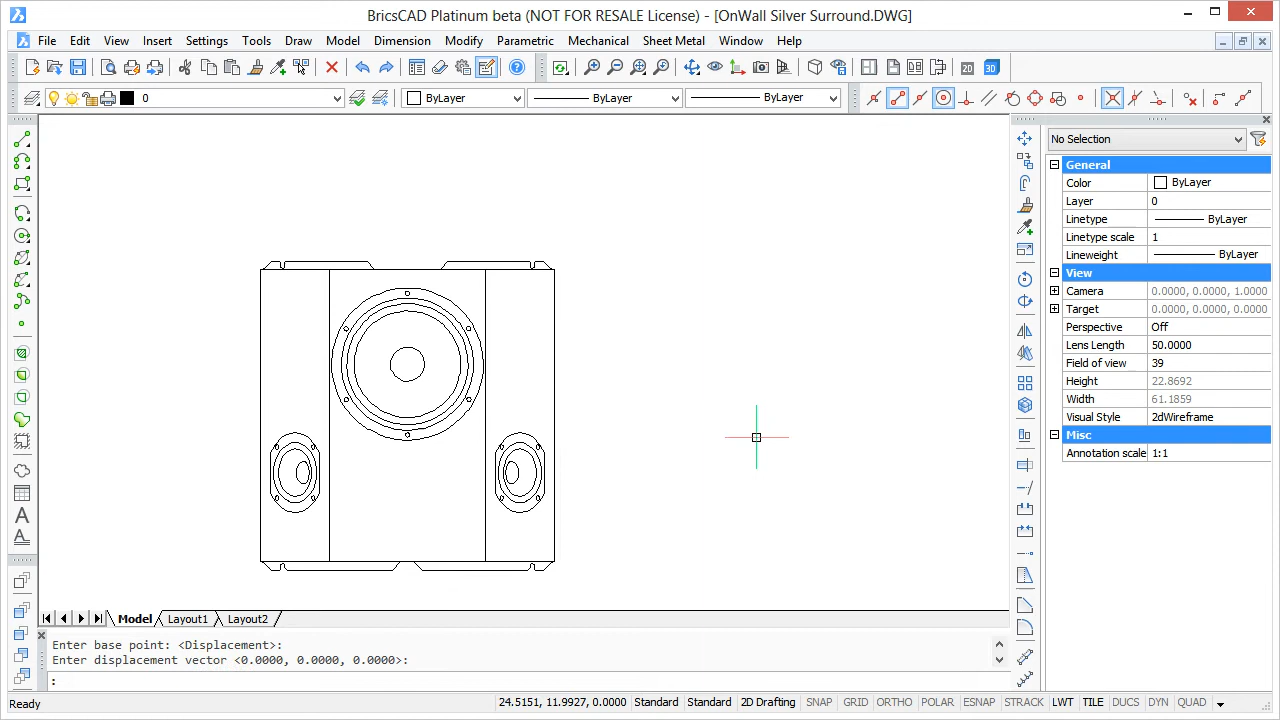 BricsCAD Platinum beta (NOT FOR RESALE License) - [OnWall Silver Surround.DWG]
File Edit View Insert Settings Tools Draw Model Dimension Modify Parametric Mechanical Sheet Metal Window Help
2D 3D
0 ByLayer ByLayer ByLayer
No Selection
General
Color ByLayer
Layer 0
Linetype ByLayer
Linetype scale 1
Lineweight ByLayer
View
Camera 0.0000, 0.0000, 1.0000
Target 0.0000, 0.0000, 0.0000
Perspective Off
Lens Length 50.0000
Field of view 39
Height 22.8692
Width 61.1859
Visual Style 2dWireframe
Misc
Annotation scale 1:1
Model Layout1 Layout2
Enter base point: <Displacement>:
Enter displacement vector <0.0000, 0.0000, 0.0000>:
:
Ready 24.5151, 11.9927, 0.0000 Standard Standard 2D Drafting SNAP GRID ORTHO POLAR ESNAP STRACK LWT TILE DUCS DYN QUAD